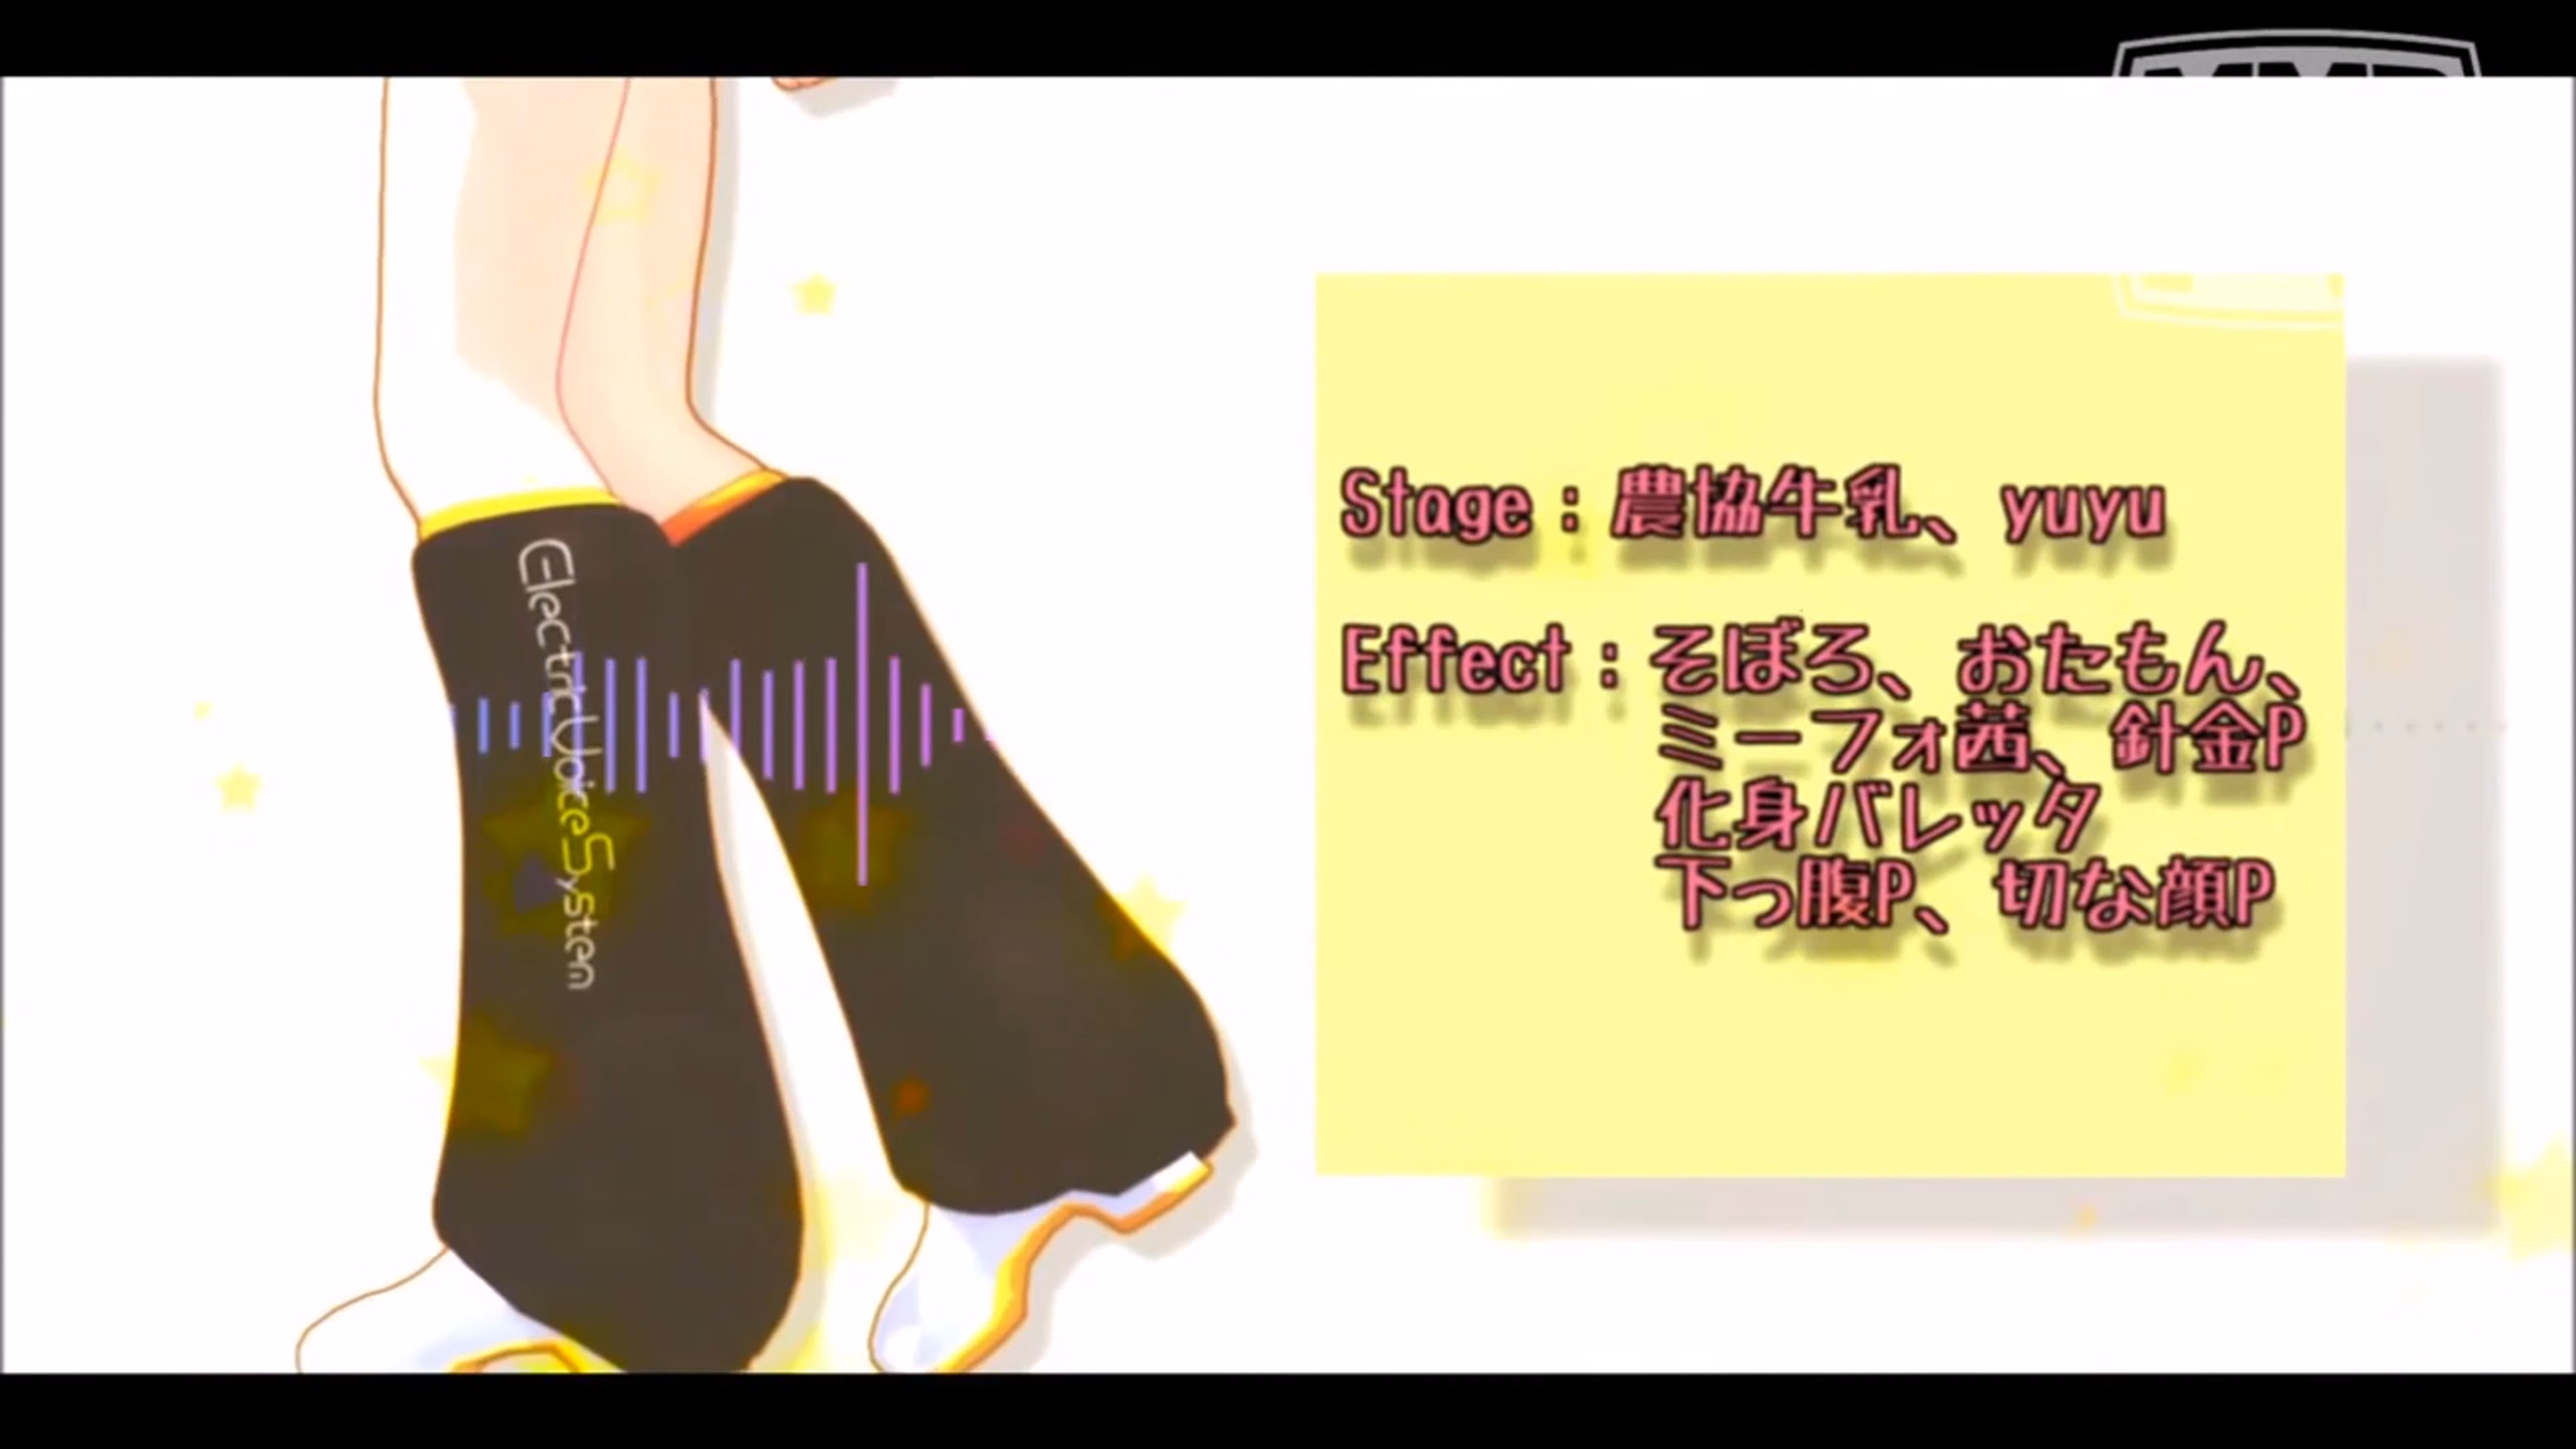 Stage：農協牛乳、yuyu
Effect：そぼろ、おたもん、
ミーフォ茜、針金P
化身バレッタ
下っ腹P、切な顔P
ElectricVoiceSystem